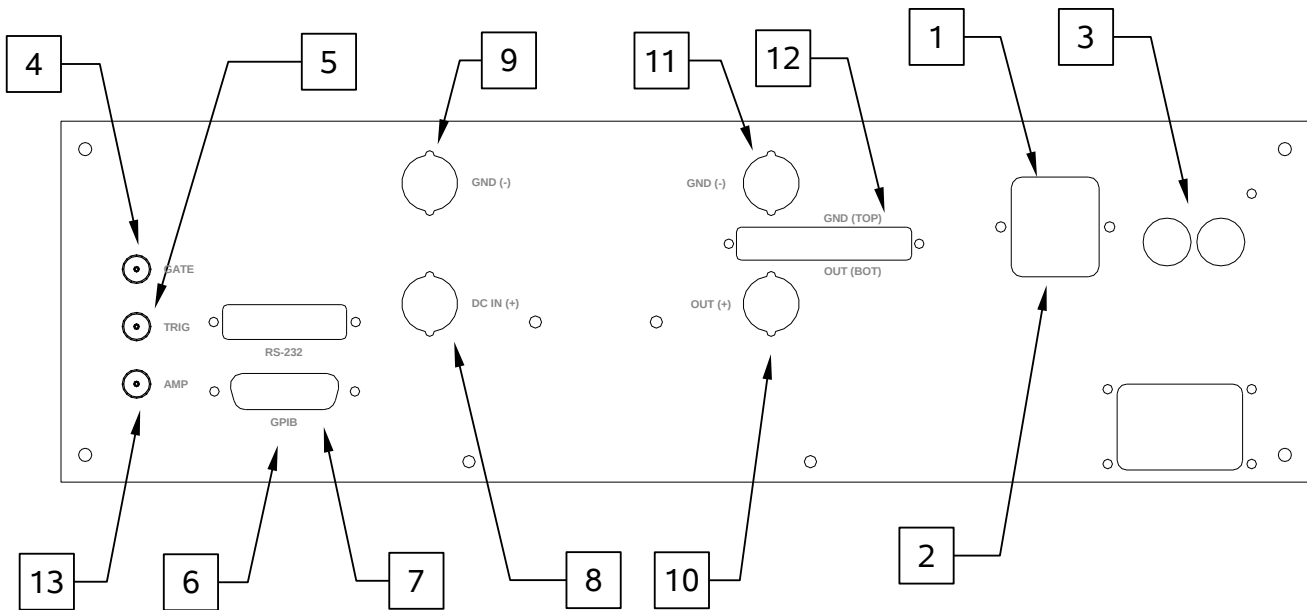 1
3
4
5
9
11
12
GND (-)
GND (-)
GND (TOP)
GATE
OUT (BOT)
DC IN (+)
OUT (+)
TRIG
RS-232
AMP
GPIB
2
13
6
7
8
10